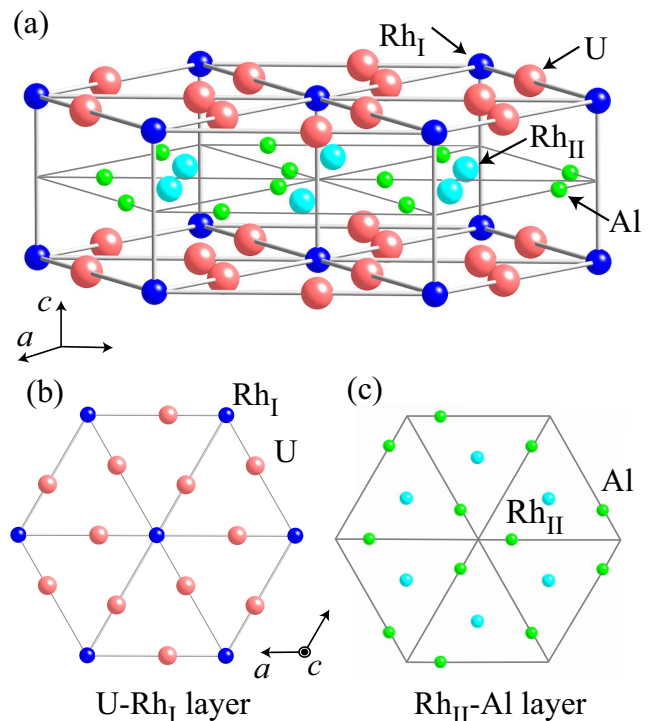 (a)
Rh_I
U
Rh_II
Al
c
a
(b)
Rh_I
U
a
c
U-Rh_I layer
(c)
Al
Rh_II
Rh_II-Al layer